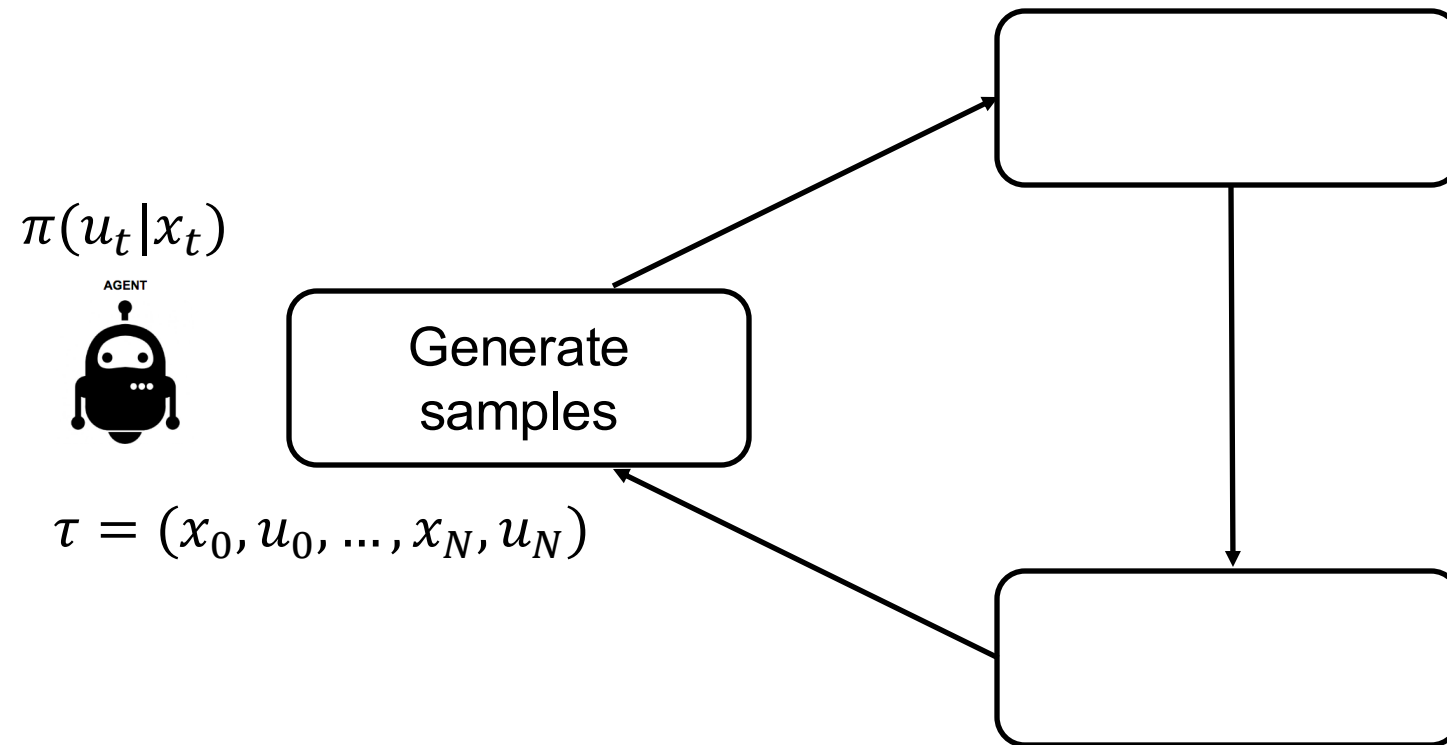 π(u_t|x_t)
AGENT
Generate
samples
τ = (x_0, u_0, … , x_N, u_N)